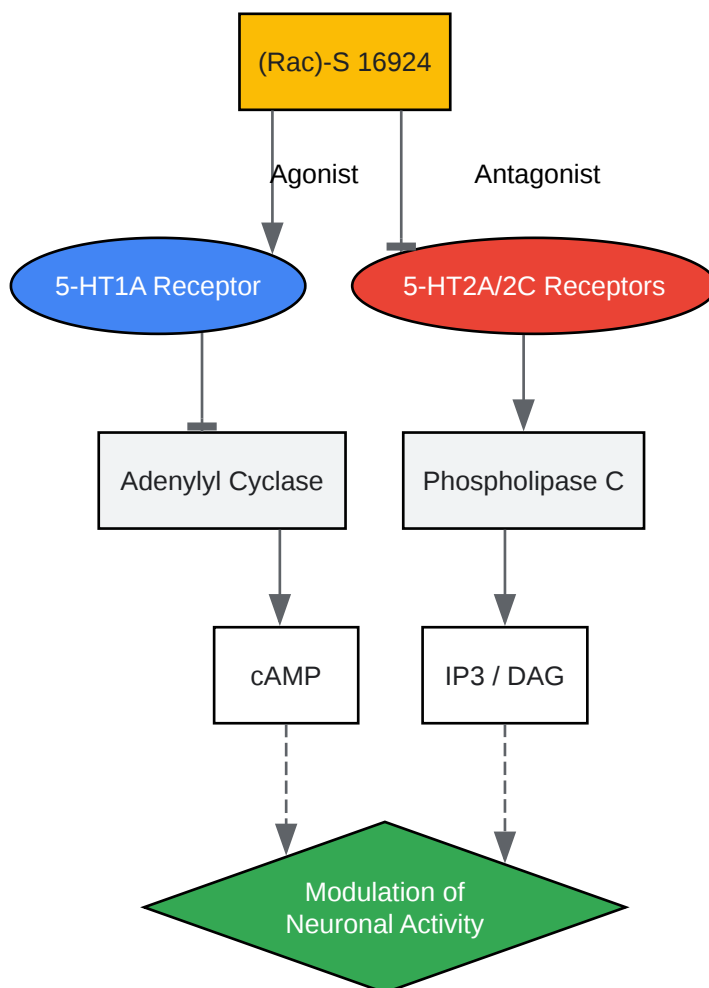 (Rac)-S 16924
Agonist
Antagonist
5-HT1A Receptor
5-HT2A/2C Receptors
Adenylyl Cyclase
Phospholipase C
cAMP
IP3 / DAG
Modulation of
Neuronal Activity